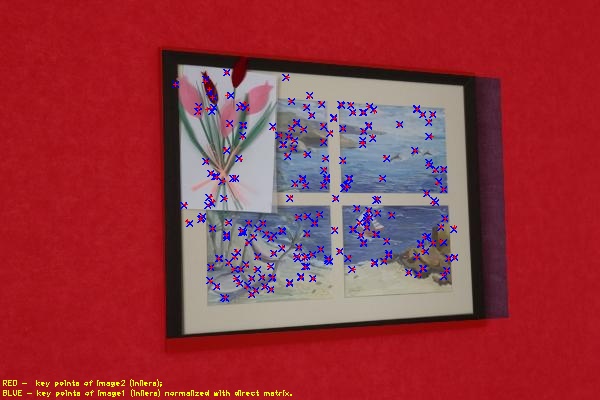 RED -  key points of image2 (inliers);
BLUE - key points of image1 (inliers) normalized with direct matrix.